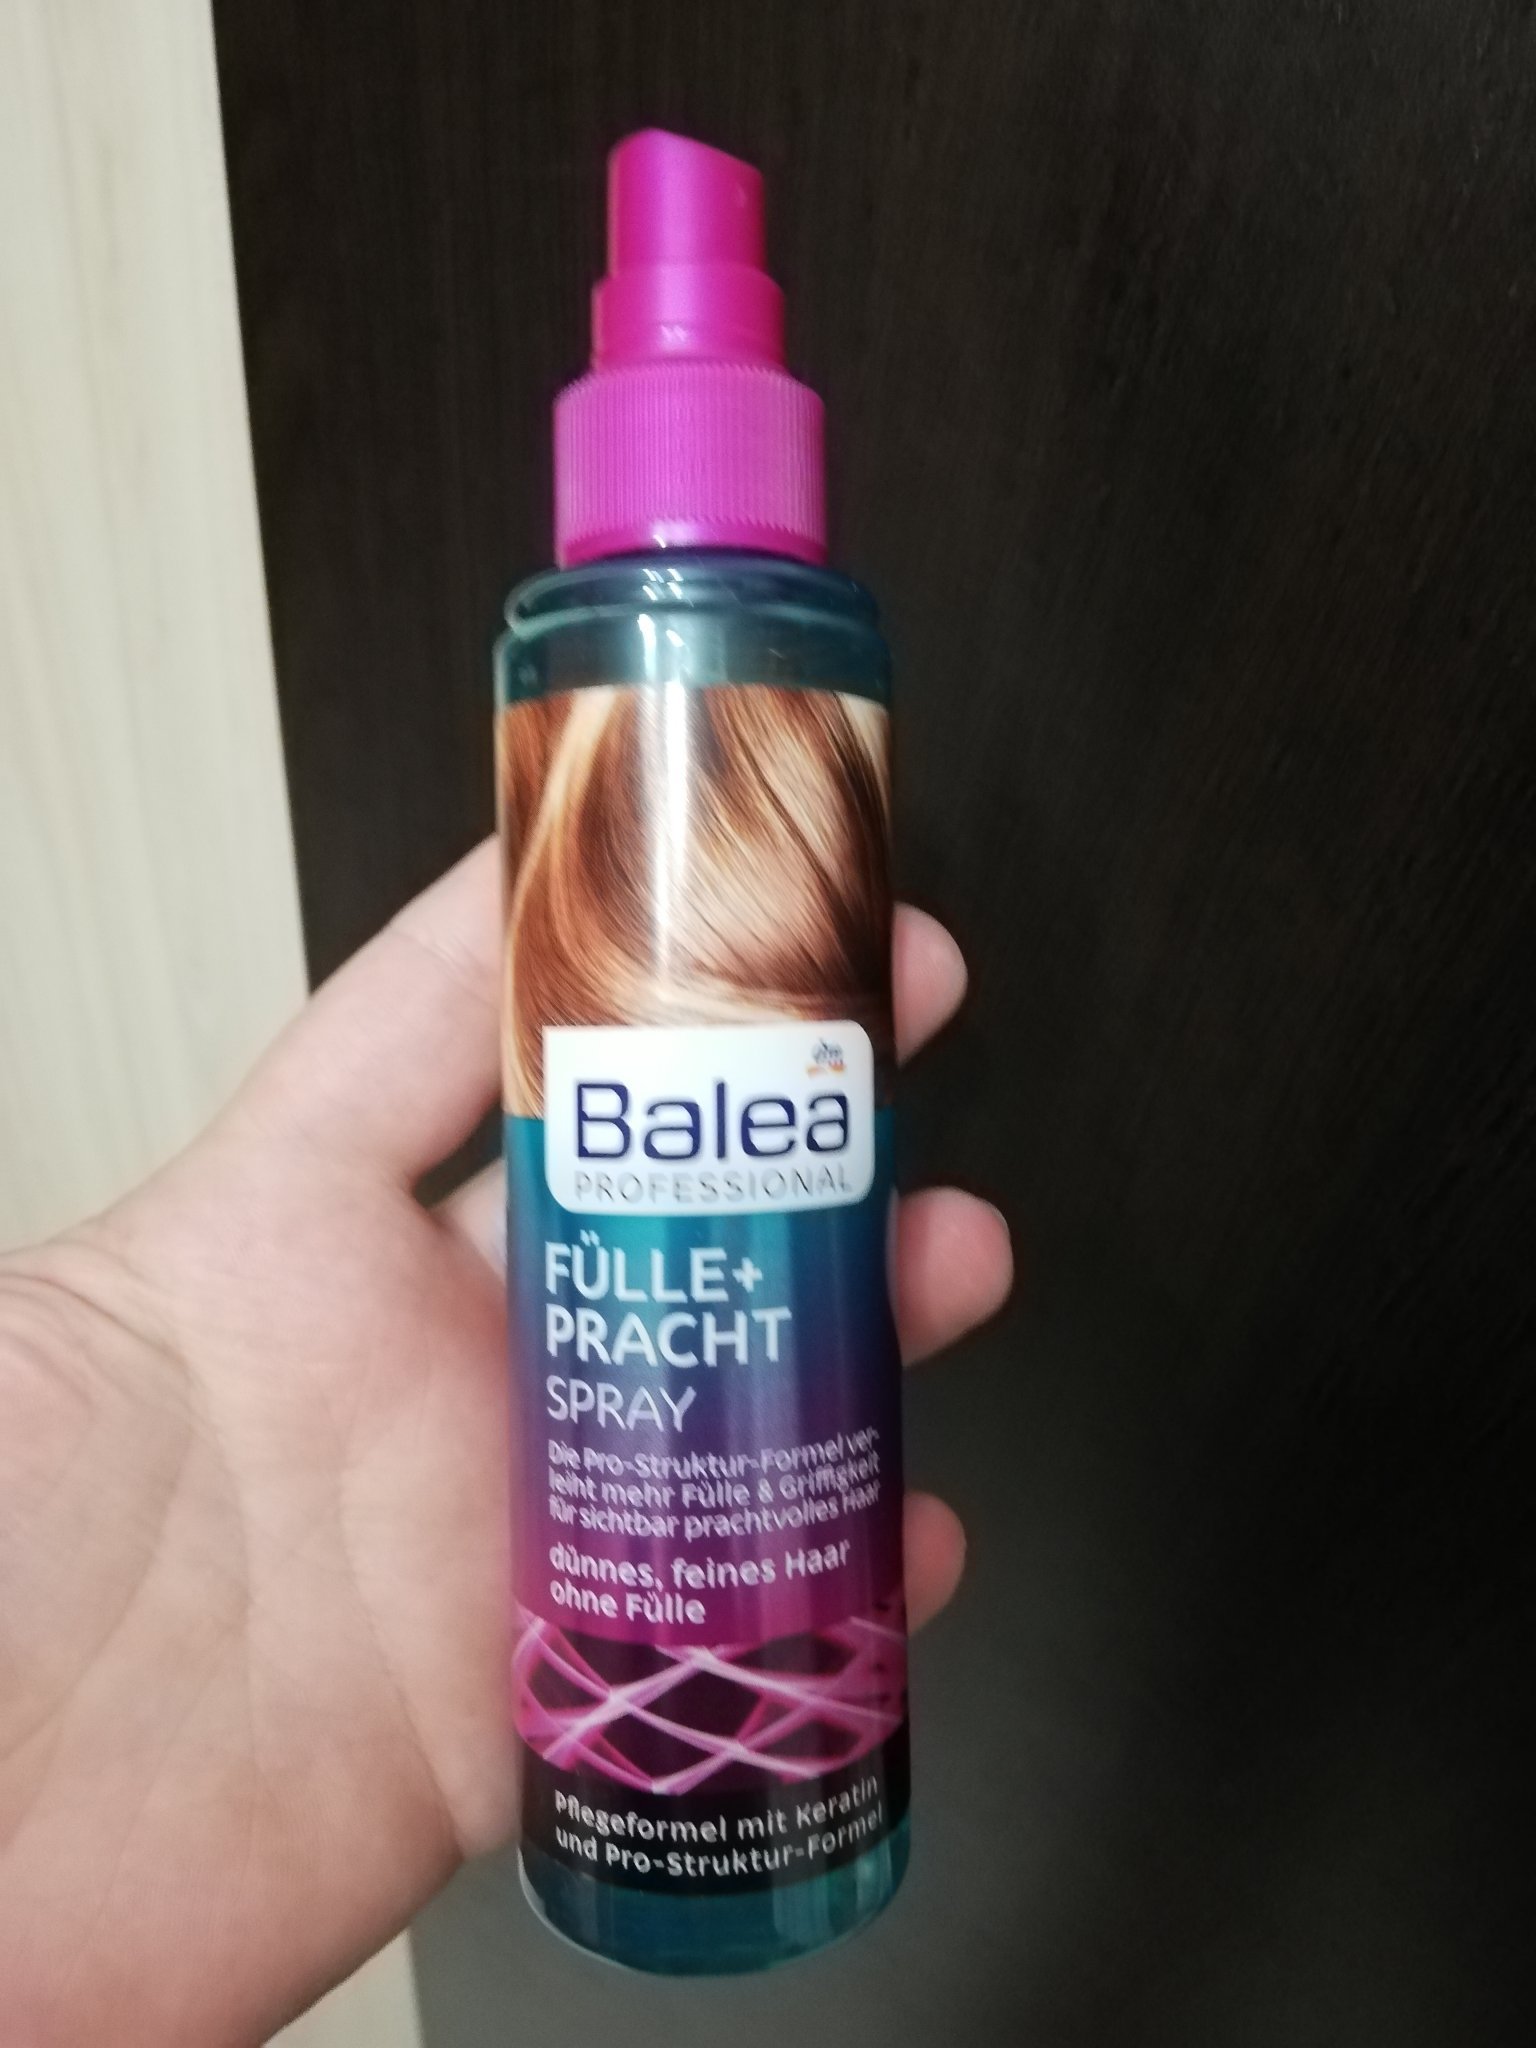 Balea
PROFESSIONAL
FÜLLE+
PRACHT
SPRAY
Die Pro-Struktur-Formel ver-
leiht mehr Fülle & Griffigkeit
für sichtbar prachtvolles Haar
dünnes, feines Haar
ohne Fülle
Pflegeformel mit Keratin
und Pro-Struktur-Formel